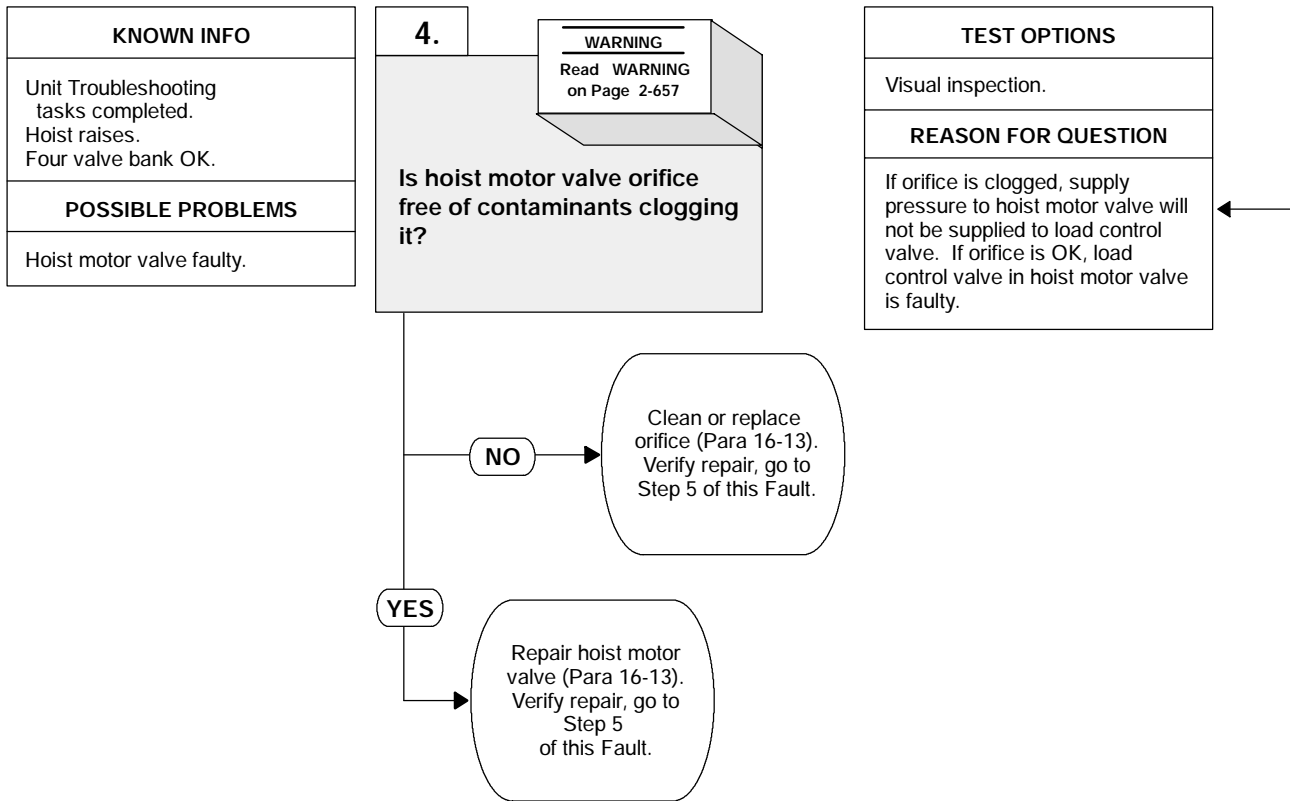 KNOWN INFO
Unit Troubleshooting
tasks completed.
Hoist raises.
Four valve bank OK.
POSSIBLE PROBLEMS
Hoist motor valve faulty.
4.
WARNING
Read WARNING
on Page 2-657
Is hoist motor valve orifice
free of contaminants clogging
it?
TEST OPTIONS
Visual inspection.
REASON FOR QUESTION
If orifice is clogged, supply
pressure to hoist motor valve will
not be supplied to load control
valve. If orifice is OK, load
control valve in hoist motor valve
is faulty.
NO
Clean or replace
orifice (Para 16-13).
Verify repair, go to
Step 5 of this Fault.
YES
Repair hoist motor
valve (Para 16-13).
Verify repair, go to
Step 5
of this Fault.